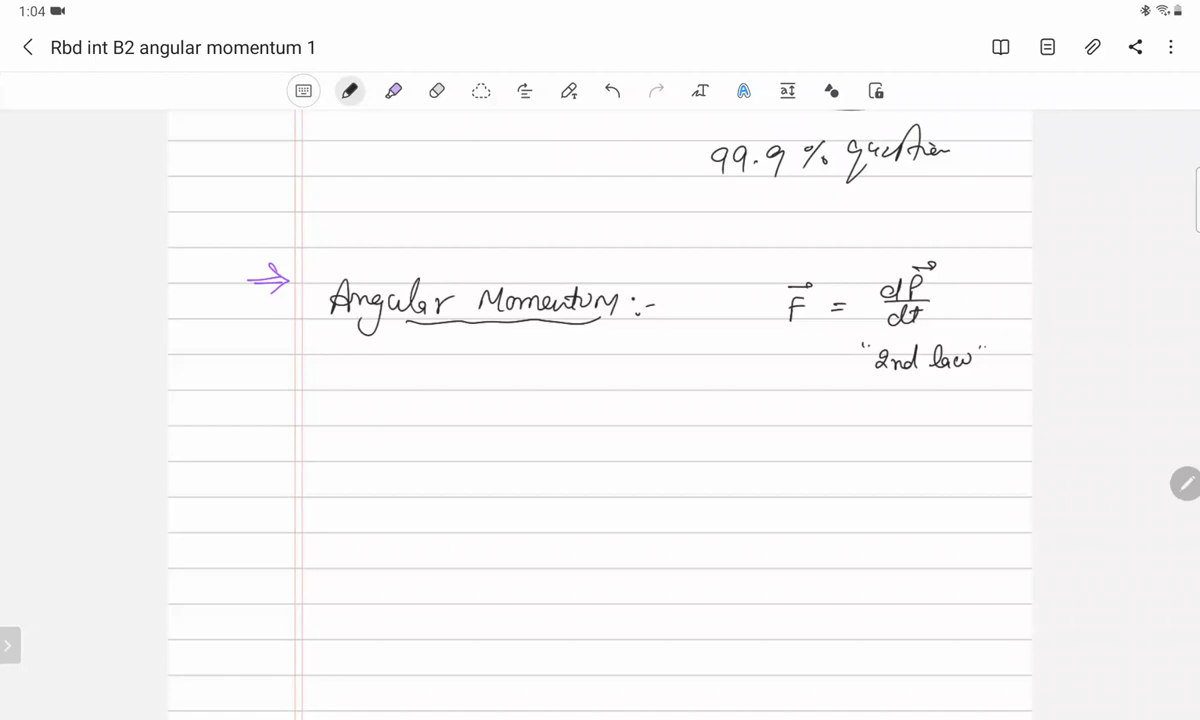 1:04
Rbd int B2 angular momentum 1
99.9 % question
⇒ Angular Momentum :-
F⃗ = dP⃗/dt
"2nd law"